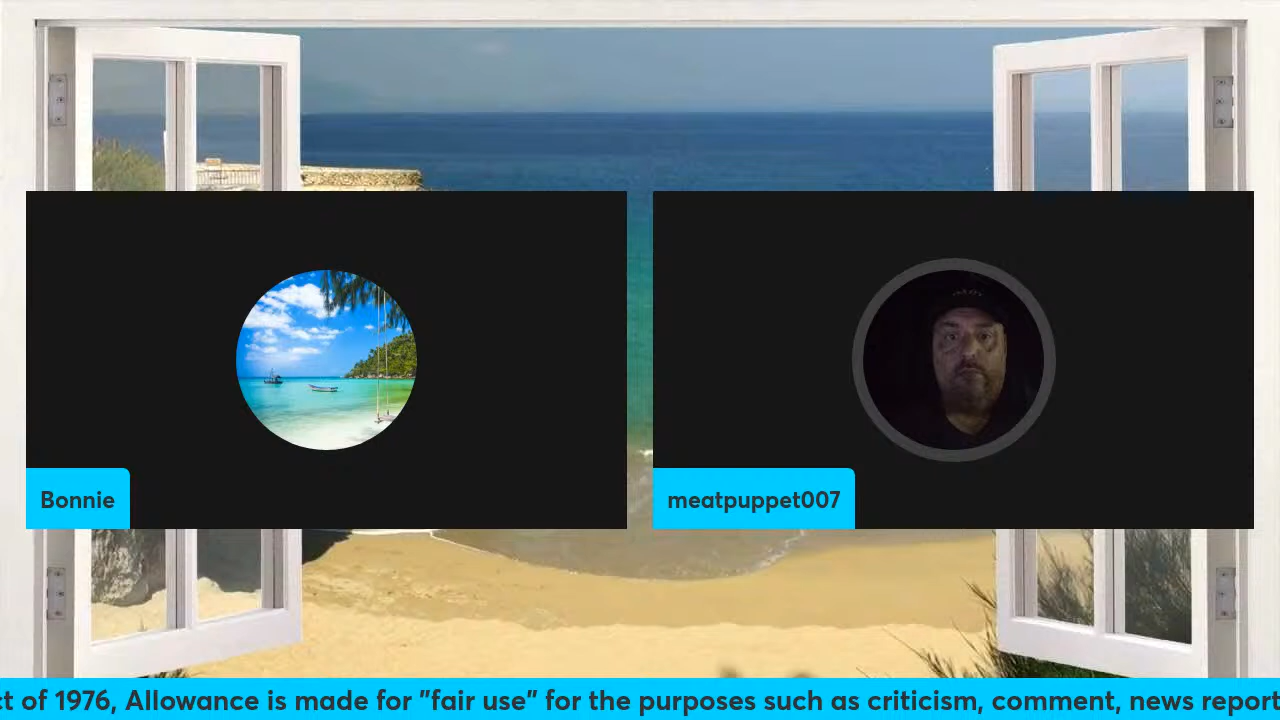 Bonnie
meatpuppet007
ct of 1976, Allowance is made for "fair use" for the purposes such as criticism, comment, news report